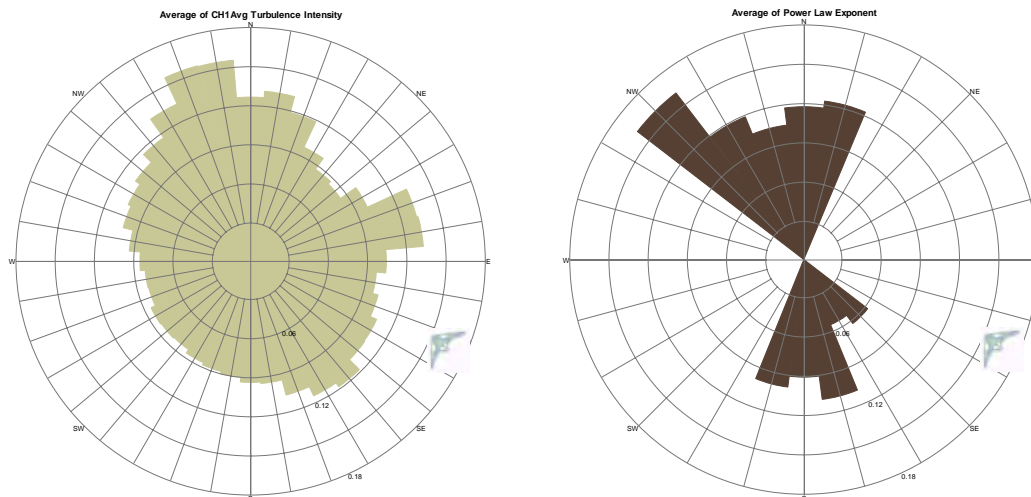 Average of CH1Avg Turbulence Intensity
N
NW
NE
W
E
0.06
0.12
SW
SE
0.18
Average of Power Law Exponent
N
NW
NE
W
0.06
0.12
SW
SE
0.18